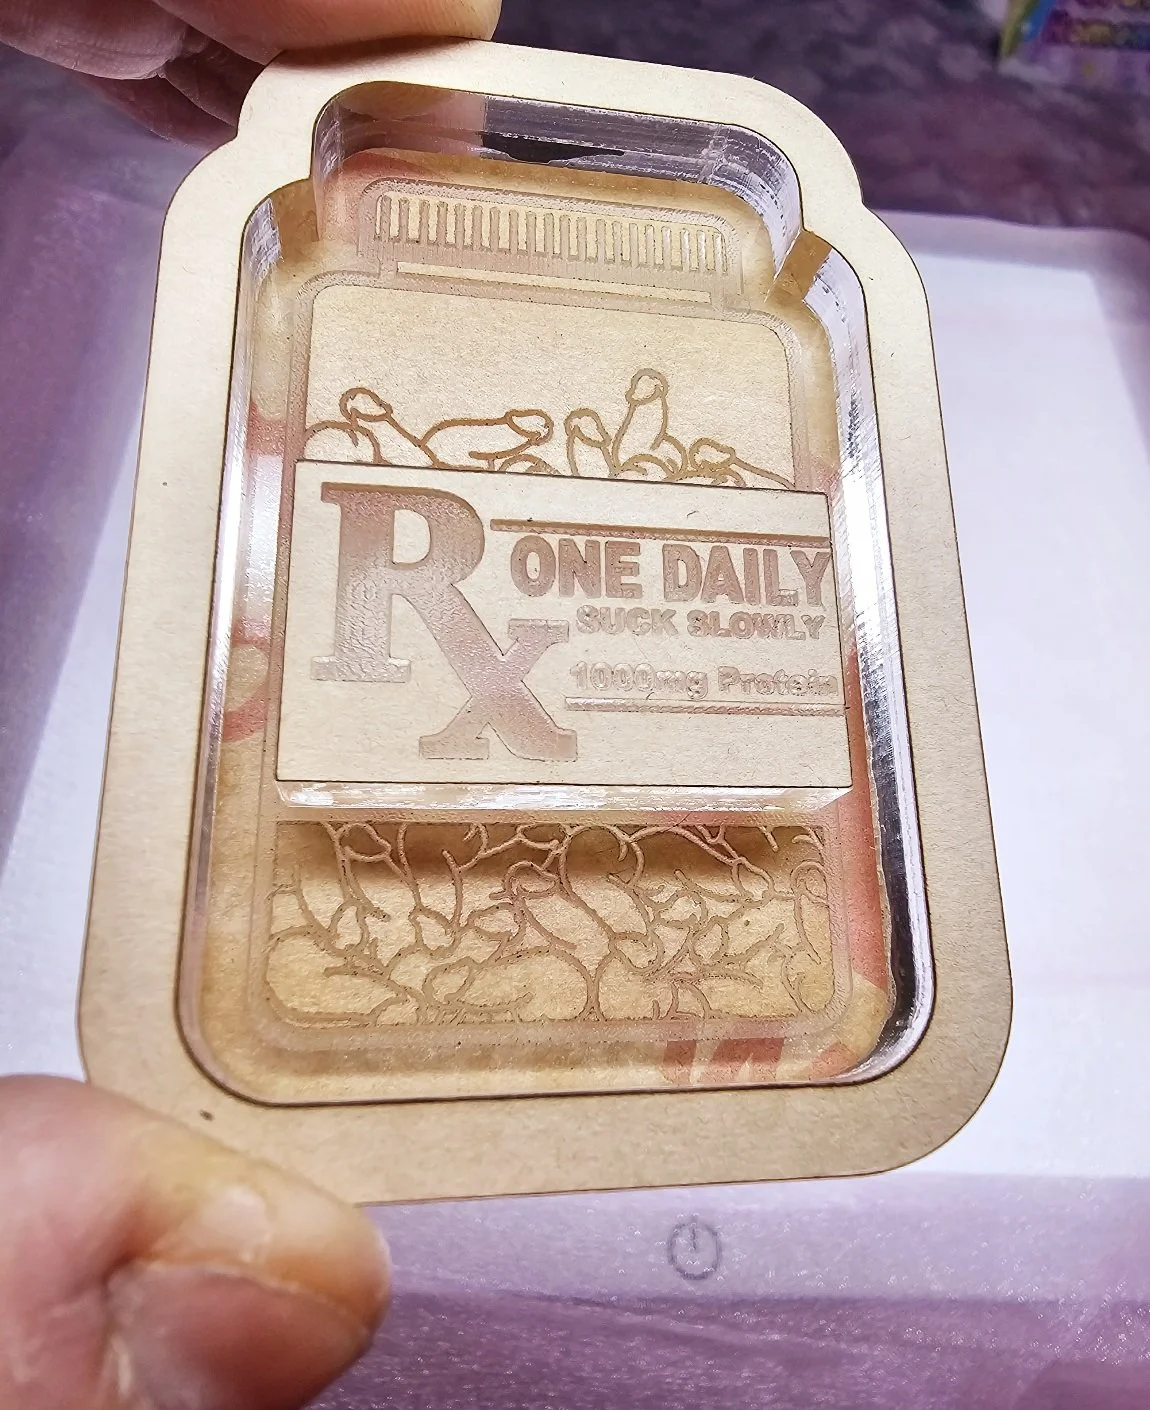 Rx
ONE DAILY
SUCK SLOWLY
1000mg Protein